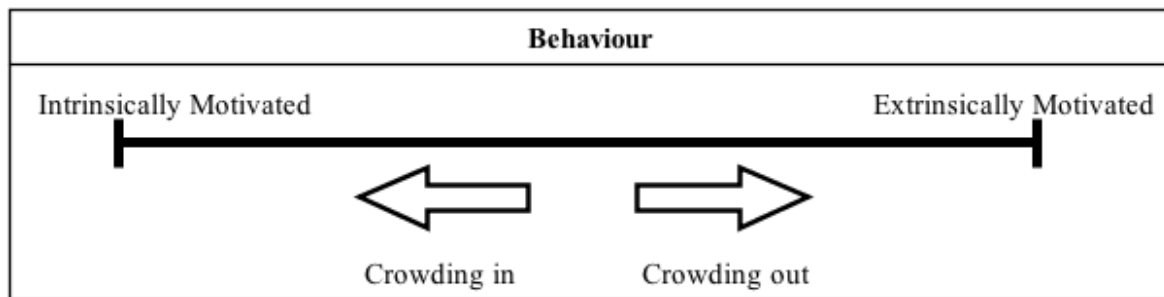 Behaviour
Intrinsically Motivated
Extrinsically Motivated
Crowding in
Crowding out